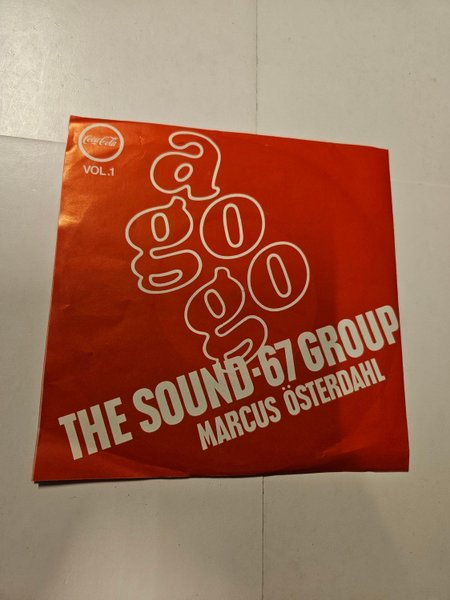 Coca-Cola
VOL.1
a
go
go
THE SOUND-67 GROUP
MARCUS ÖSTERDAHL